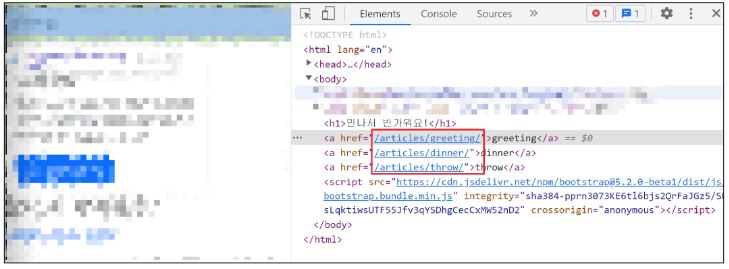 Elements Console Sources » 1 1
<!DOCTYPE html>
<html lang="en">
<head>…</head>
<body>
<h1>만나서 반가워요!</h1>
<a href="/articles/greeting/">greeting</a> == $0
<a href="/articles/dinner/">dinner</a>
<a href="/articles/throw/">throw</a>
<script src="https://cdn.jsdelivr.net/npm/bootstrap@5.2.0-beta1/dist/js
bootstrap.bundle.min.js" integrity="sha384-pprn3073KE6tl6bjs2QrFaJGz5/S
sLqktiwsUTF55Jfv3qYSDhgCecCxMW52nD2" crossorigin="anonymous"></script>
</body>
</html>